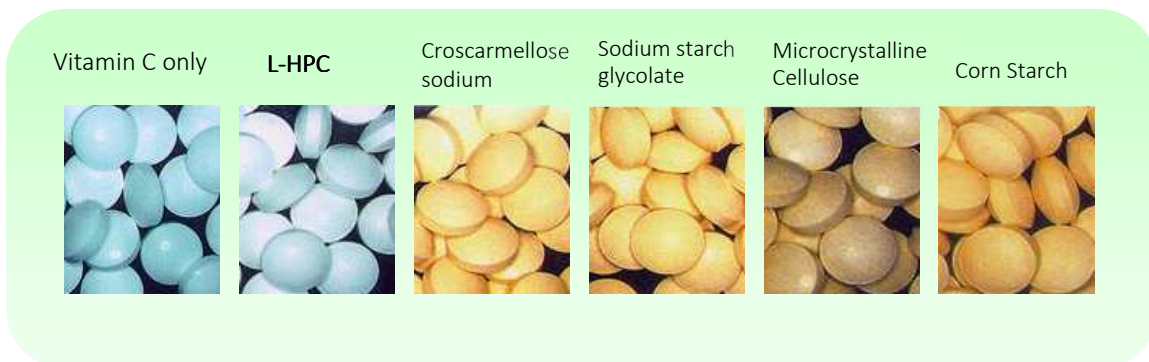 Vitamin C only
L-HPC
Croscarmellose
sodium
Sodium starch
glycolate
Microcrystalline
Cellulose
Corn Starch